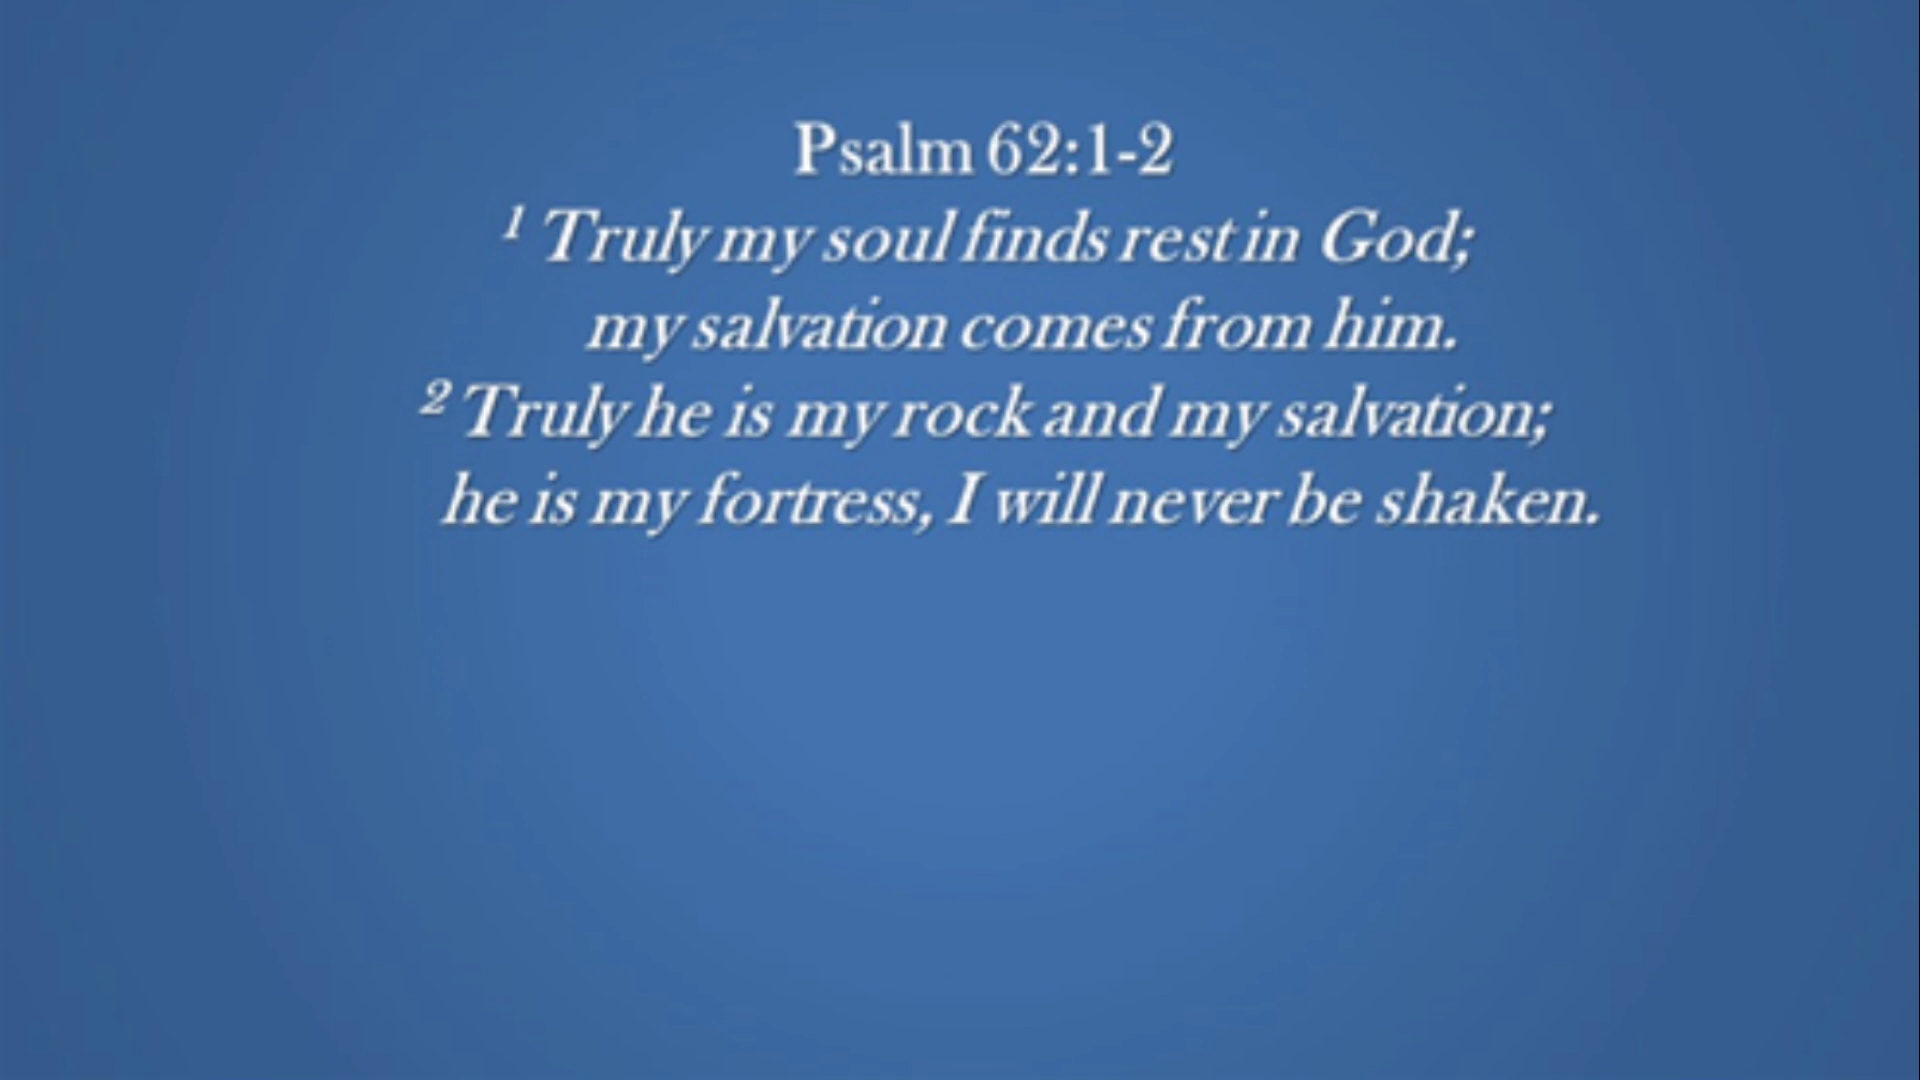 Psalm 62:1-2
¹ Truly my soul finds rest in God;
my salvation comes from him.
² Truly he is my rock and my salvation;
he is my fortress, I will never be shaken.